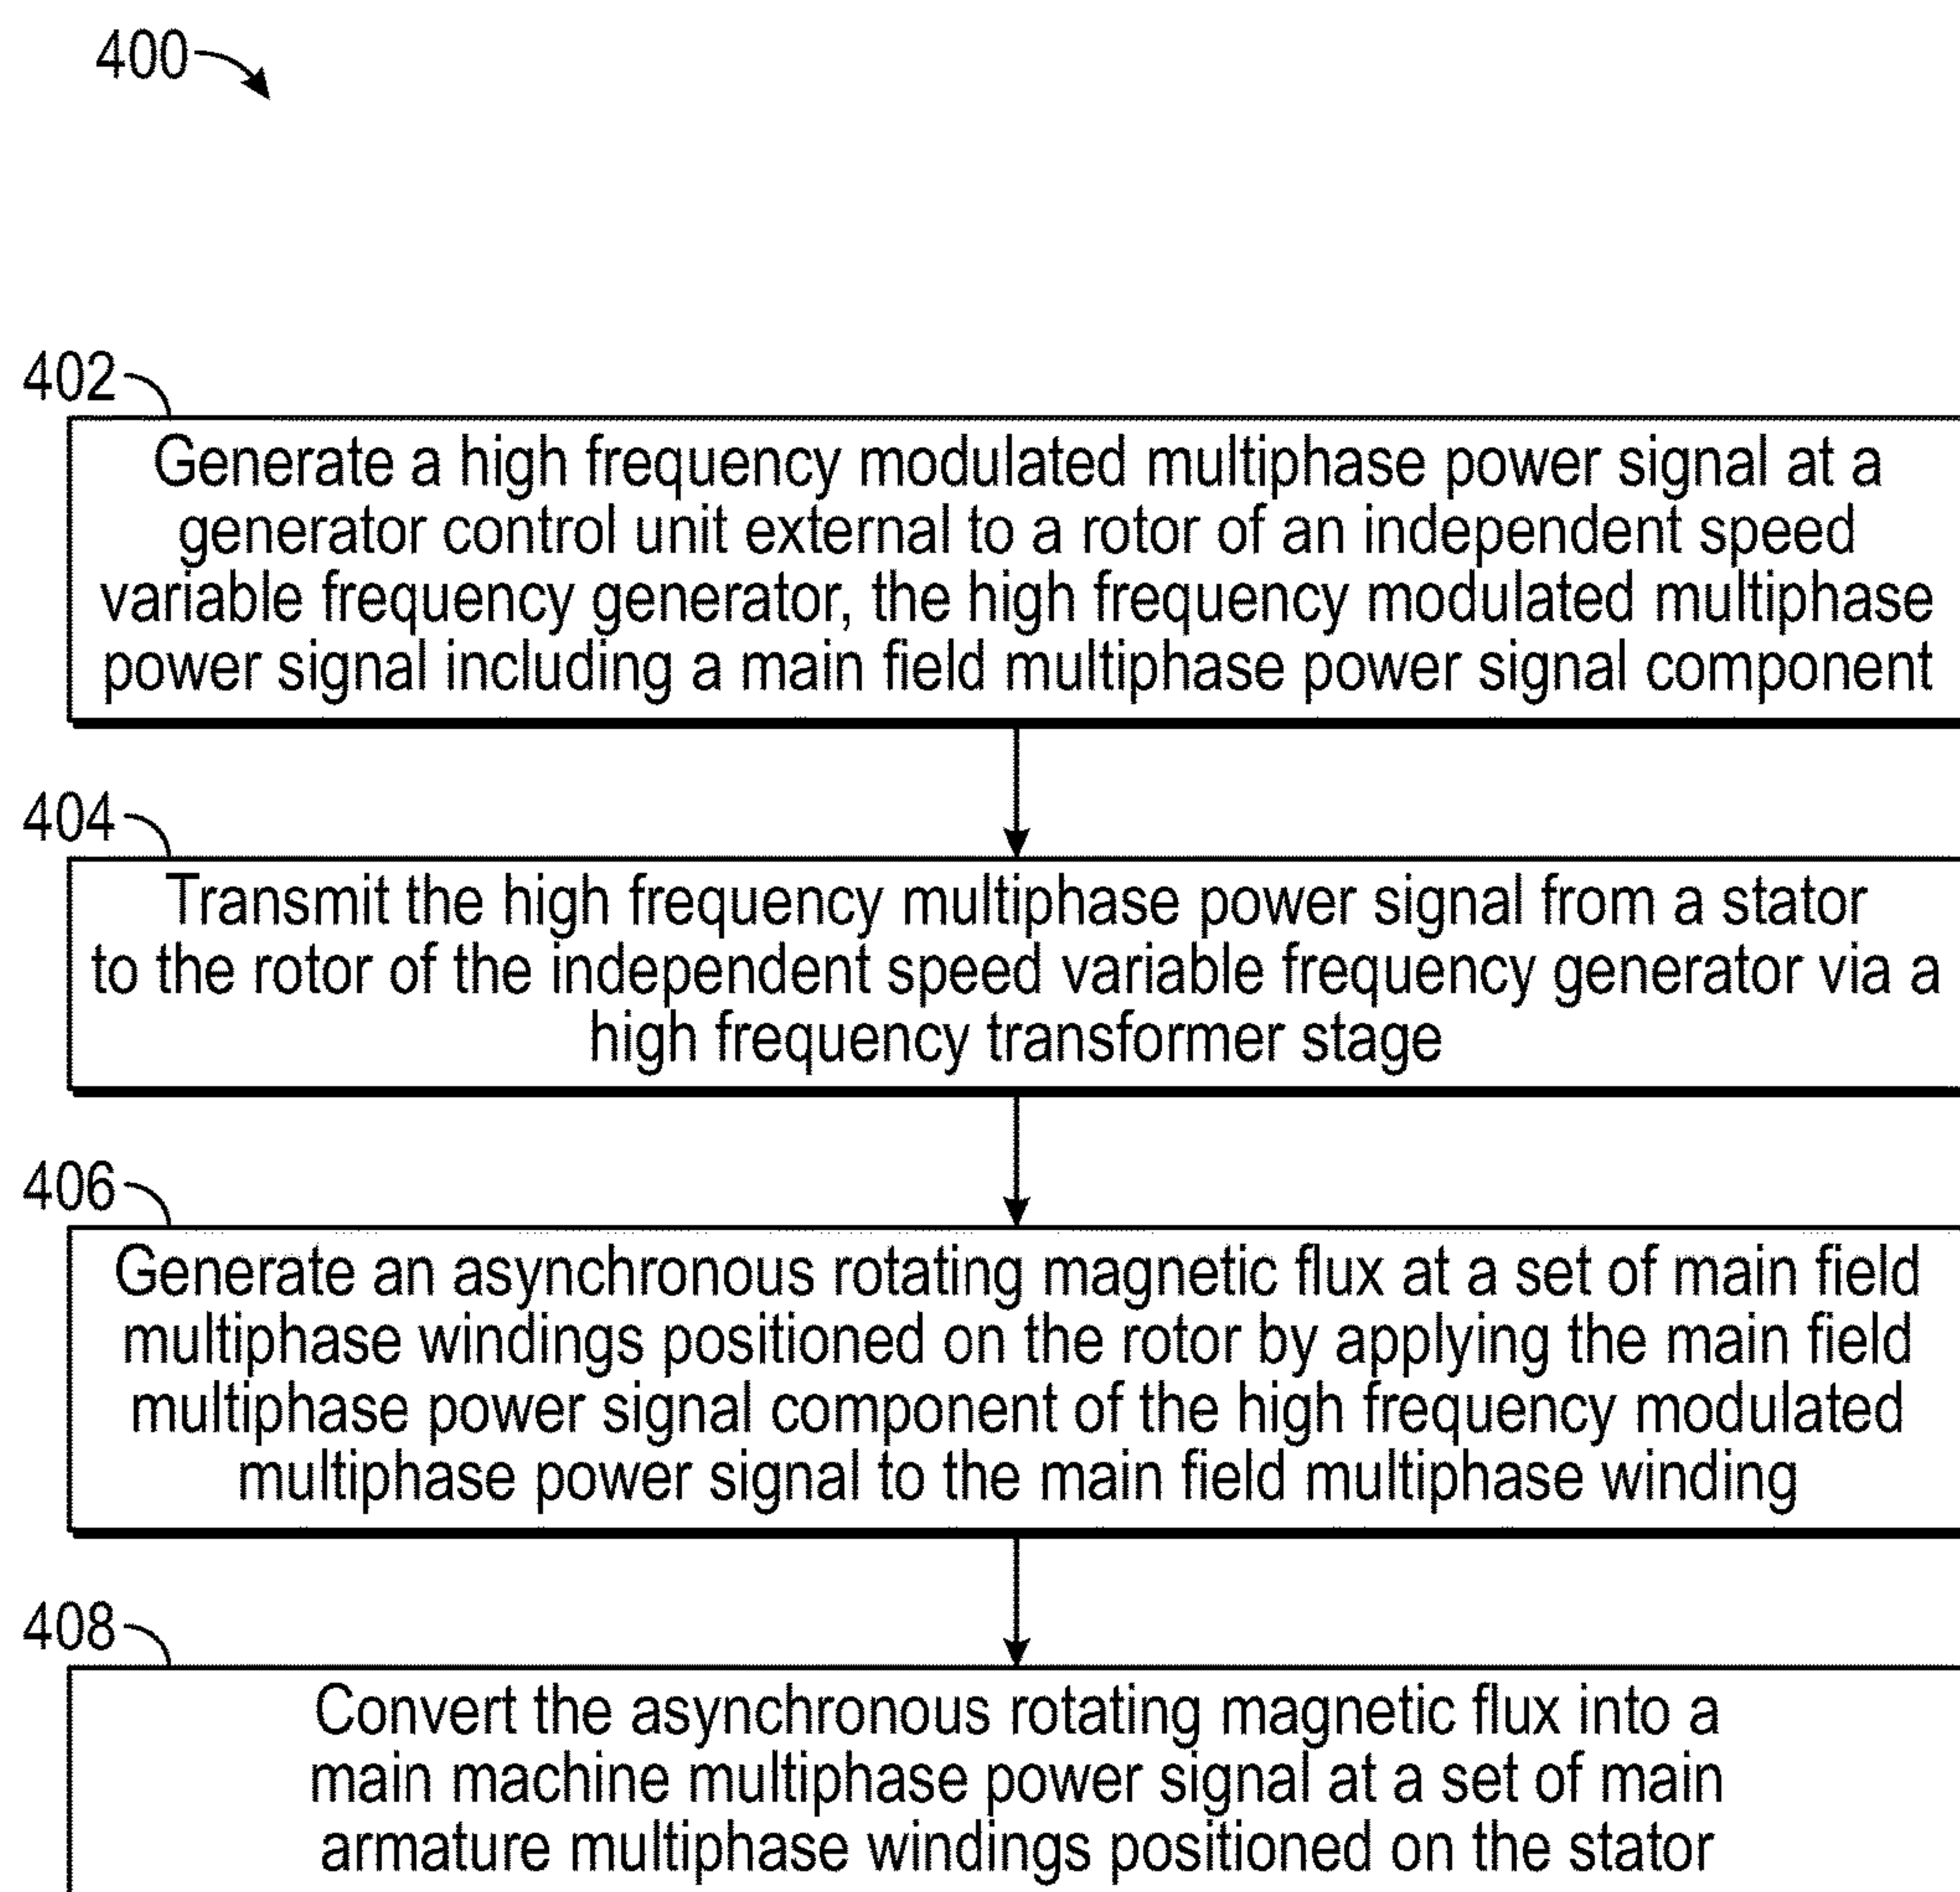 400
402
Generate a high frequency modulated multiphase power signal at a
generator control unit external to a rotor of an independent speed
variable frequency generator, the high frequency modulated multiphase
power signal including a main field multiphase power signal component
404
Transmit the high frequency multiphase power signal from a stator
to the rotor of the independent speed variable frequency generator via a
high frequency transformer stage
406
Generate an asynchronous rotating magnetic flux at a set of main field
multiphase windings positioned on the rotor by applying the main field
multiphase power signal component of the high frequency modulated
multiphase power signal to the main field multiphase winding
408
Convert the asynchronous rotating magnetic flux into a
main machine multiphase power signal at a set of main
armature multiphase windings positioned on the stator